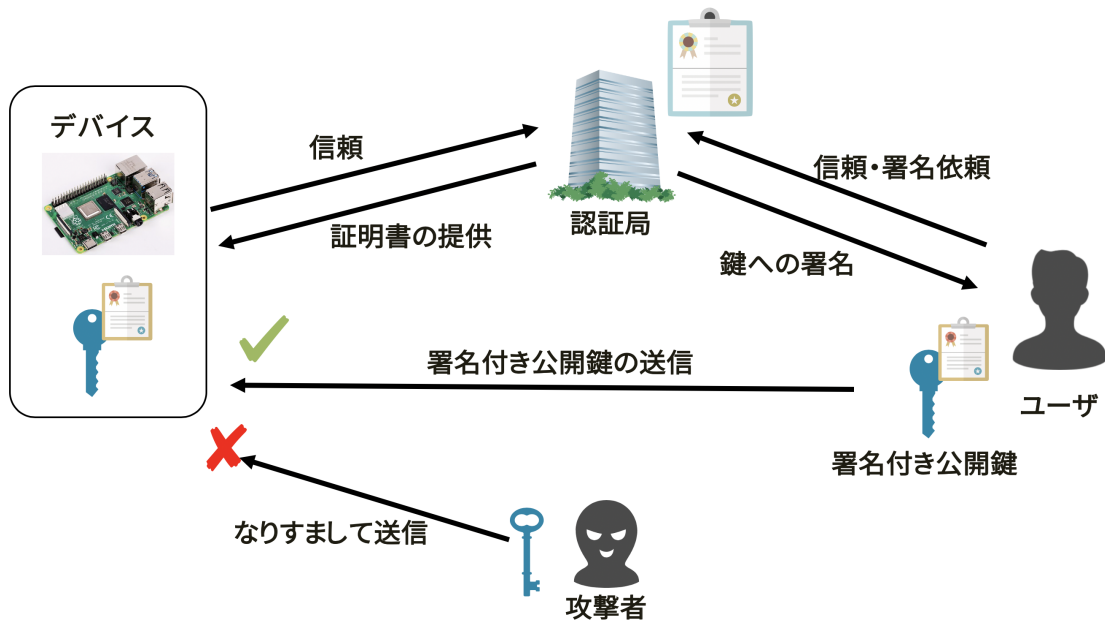 デバイス
信頼
証明書の提供
認証局
信頼・署名依頼
鍵への署名
署名付き公開鍵の送信
ユーザ
署名付き公開鍵
なりすまして送信
攻撃者